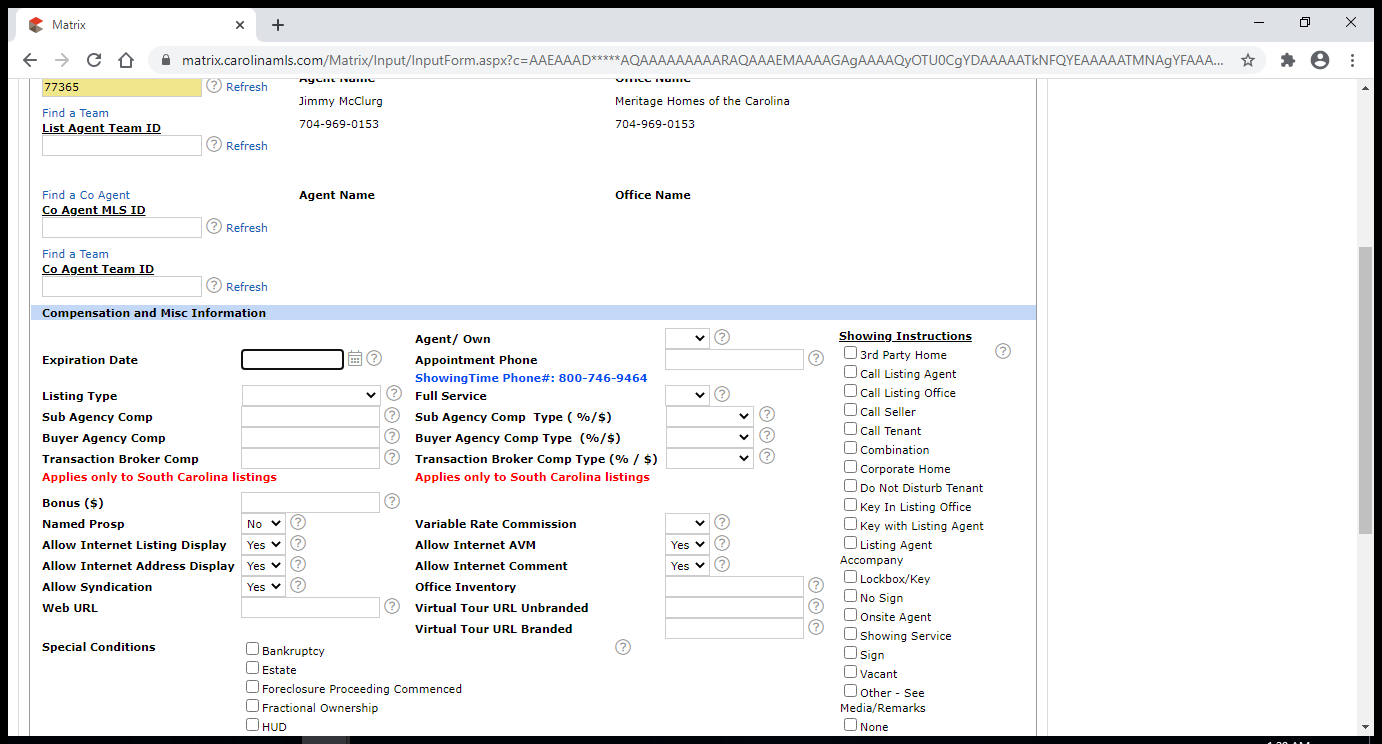 Matrix
matrix.carolinamls.com/Matrix/Input/InputForm.aspx?c=AAEAAAD*****AQAAAAAAAAARAQAAAEMAAAAGAgAAAAQyOTU0CgYDAAAAATkNFQYEAAAAATMNAgYFAAA...
Agent Name Office Name
77365 ? Refresh
Jimmy McClurg Meritage Homes of the Carolina
Find a Team 704-969-0153 704-969-0153
List Agent Team ID
? Refresh
Find a Co Agent Agent Name Office Name
Co Agent MLS ID
? Refresh
Find a Team
Co Agent Team ID
? Refresh
Compensation and Misc Information
Agent/ Own ? Showing Instructions
Expiration Date ? Appointment Phone ? 3rd Party Home ?
ShowingTime Phone#: 800-746-9464 Call Listing Agent
Listing Type ? Full Service ? Call Listing Office
Sub Agency Comp ? Sub Agency Comp Type ( %/$) ? Call Seller
Buyer Agency Comp ? Buyer Agency Comp Type (%/$) ? Call Tenant
Transaction Broker Comp ? Transaction Broker Comp Type (% / $) ? Combination
Applies only to South Carolina listings Applies only to South Carolina listings Corporate Home
Do Not Disturb Tenant
Bonus ($) ? Key In Listing Office
Named Prosp No ? Variable Rate Commission ? Key with Listing Agent
Allow Internet Listing Display Yes ? Allow Internet AVM Yes ? Listing Agent
Accompany
Allow Internet Address Display Yes ? Allow Internet Comment Yes ? Lockbox/Key
Allow Syndication Yes ? Office Inventory ? No Sign
Web URL ? Virtual Tour URL Unbranded ? Onsite Agent
Virtual Tour URL Branded ? Showing Service
Special Conditions Bankruptcy ? Sign
Estate Vacant
Foreclosure Proceeding Commenced Other - See
Fractional Ownership Media/Remarks
HUD None